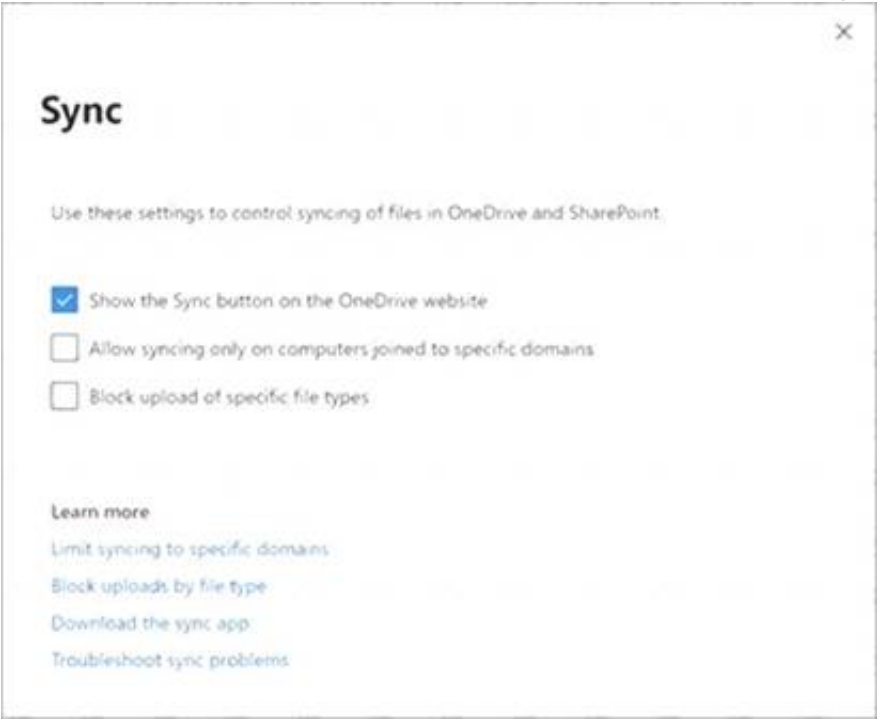 Sync
Use these settings to control syncing of files in OneDrive and SharePoint.
Show the Sync button on the OneDrive website
Allow syncing only on computers joined to specific domains
Block upload of specific file types
Learn more
Limit syncing to specific domains
Block uploads by file type
Download the sync app
Troubleshoot sync problems